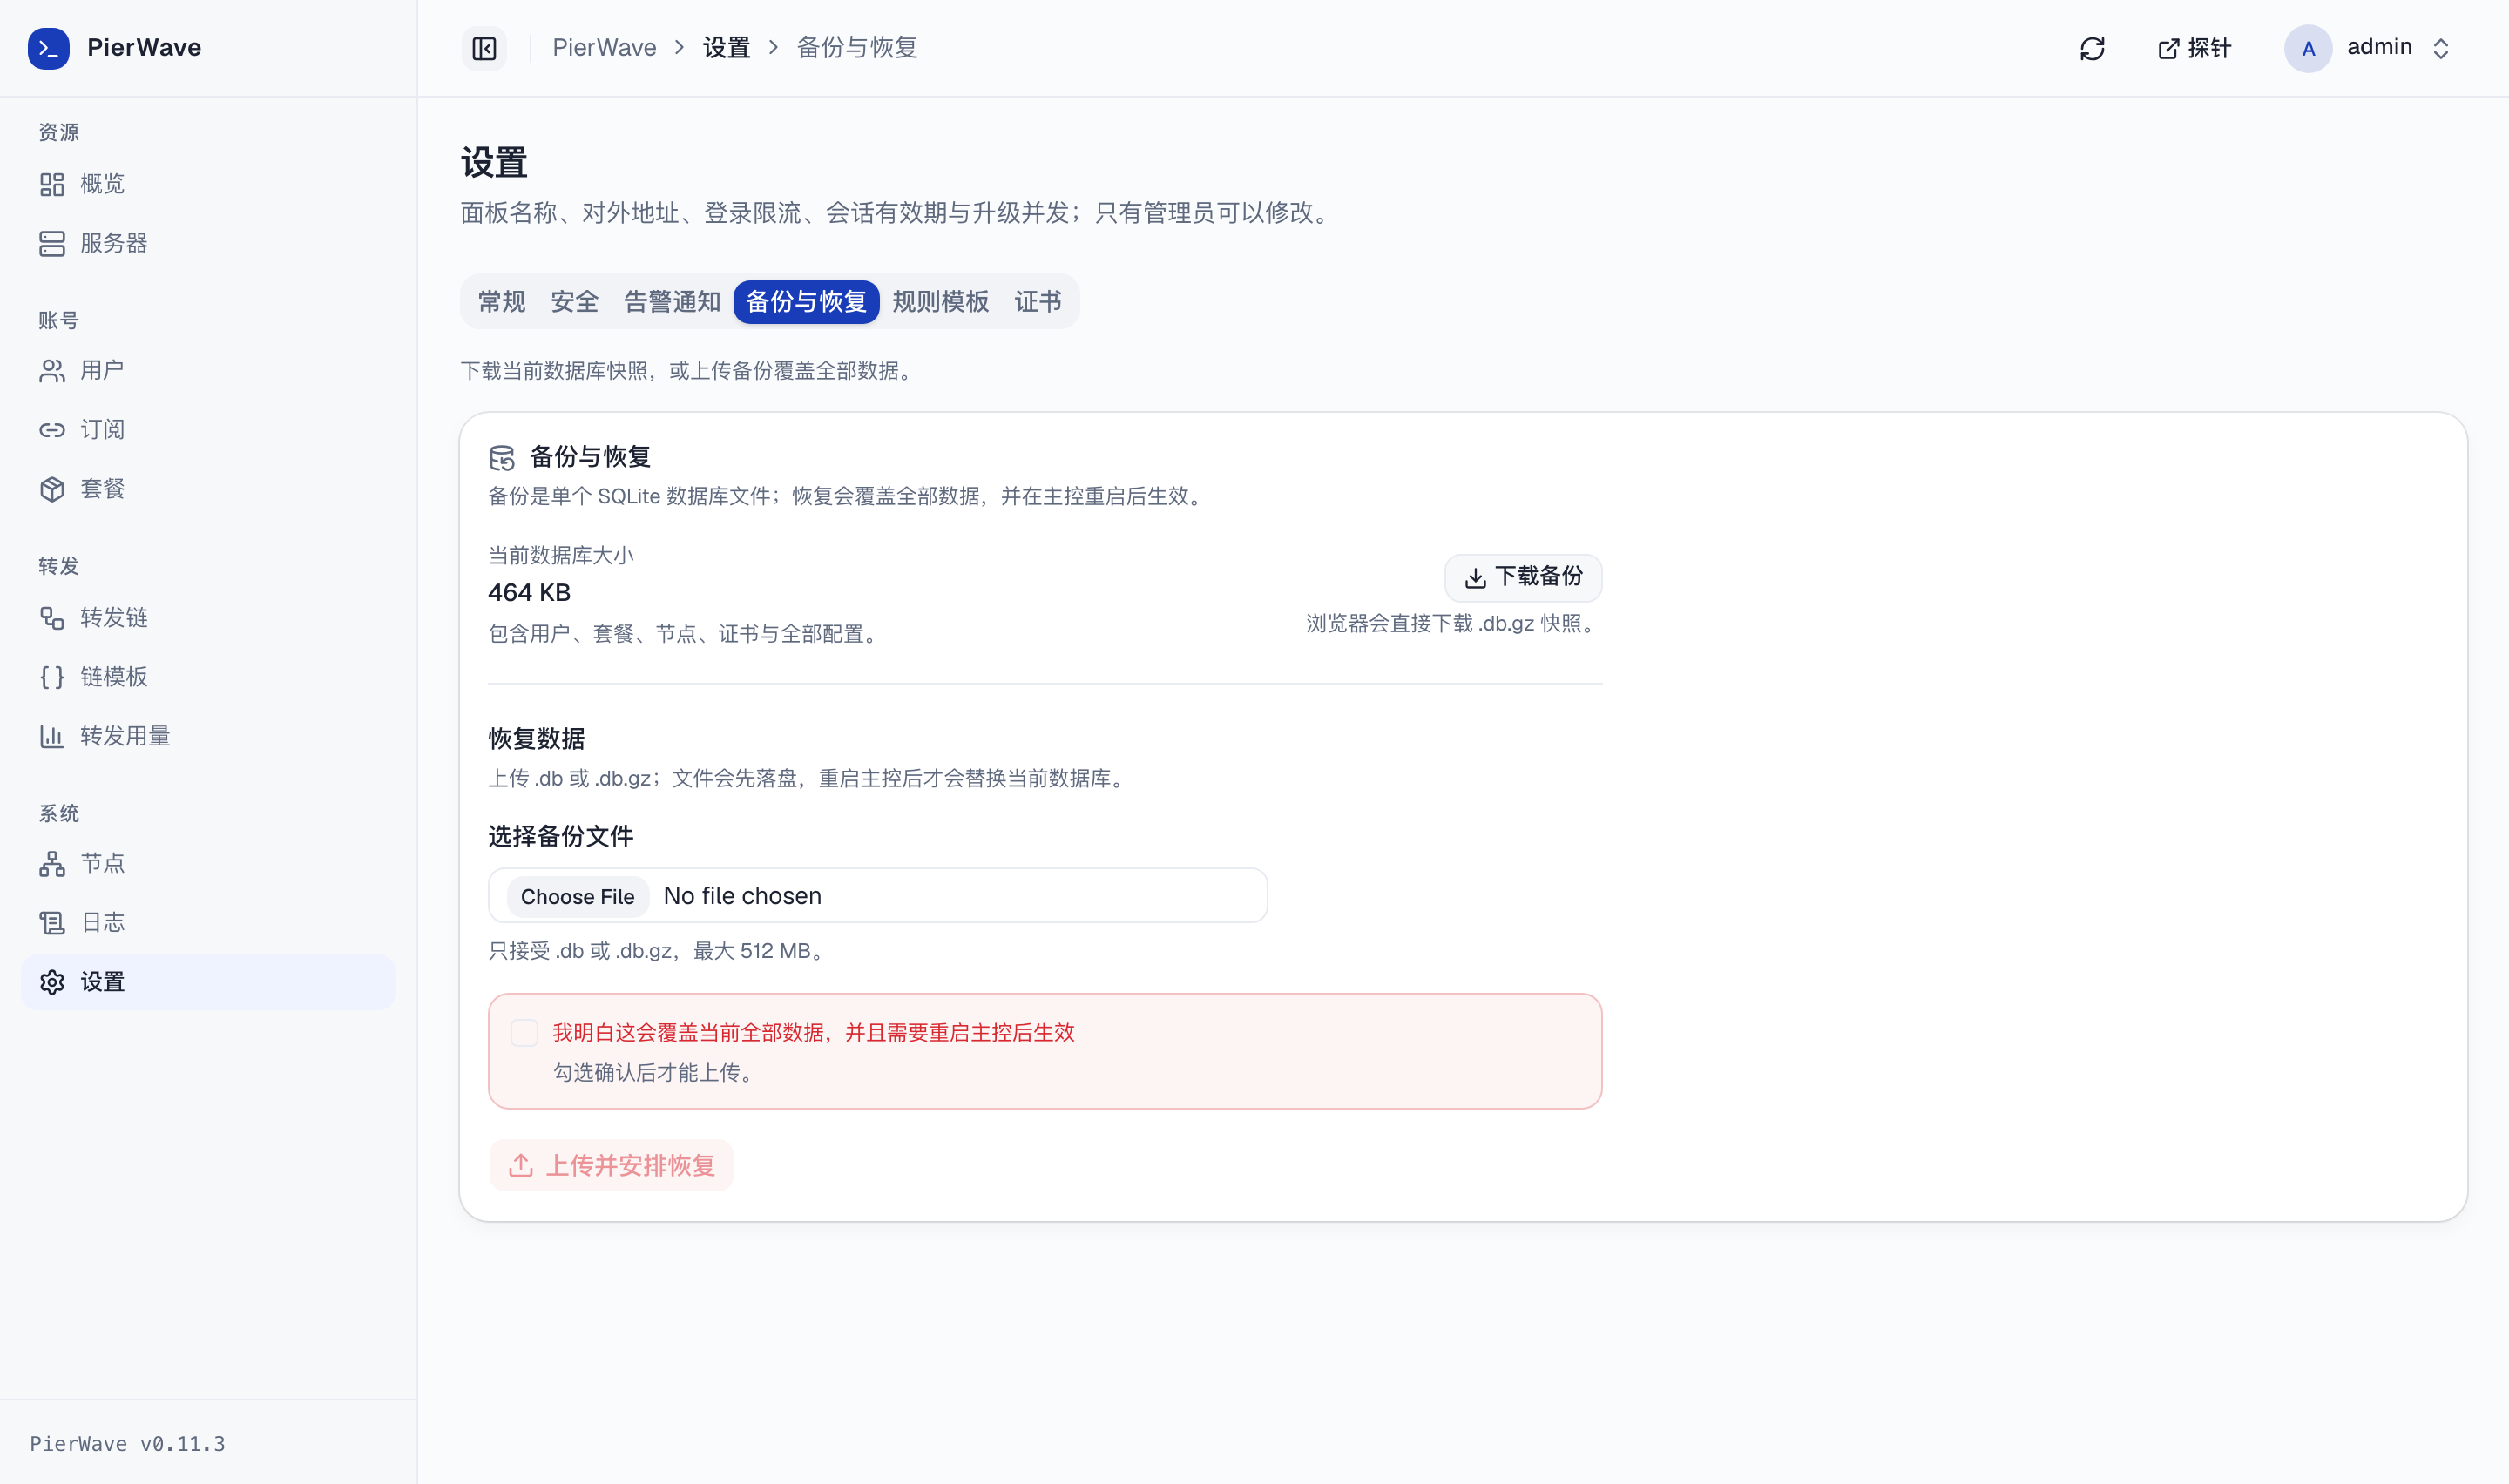 PierWave
PierWave > 设置 > 备份与恢复
探针
A
admin
资源
概览
服务器
账号
用户
订阅
套餐
转发
转发链
链模板
转发用量
系统
节点
日志
设置
PierWave v0.11.3
设置
面板名称、对外地址、登录限流、会话有效期与升级并发；只有管理员可以修改。
常规 安全 告警通知 备份与恢复 规则模板 证书
下载当前数据库快照，或上传备份覆盖全部数据。
备份与恢复
备份是单个 SQLite 数据库文件；恢复会覆盖全部数据，并在主控重启后生效。
当前数据库大小
464 KB
包含用户、套餐、节点、证书与全部配置。
下载备份
浏览器会直接下载 .db.gz 快照。
恢复数据
上传 .db 或 .db.gz；文件会先落盘，重启主控后才会替换当前数据库。
选择备份文件
Choose File No file chosen
只接受 .db 或 .db.gz，最大 512 MB。
我明白这会覆盖当前全部数据，并且需要重启主控后生效
勾选确认后才能上传。
上传并安排恢复